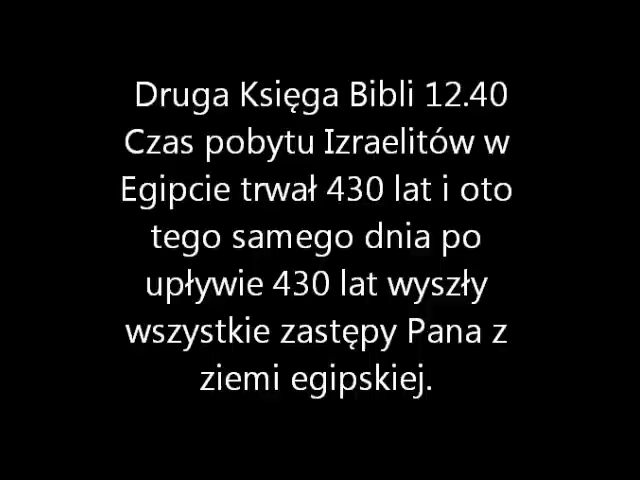 Druga Księga Bibli 12.40
Czas pobytu Izraelitów w
Egipcie trwał 430 lat i oto
tego samego dnia po
upływie 430 lat wyszły
wszystkie zastępy Pana z
ziemi egipskiej.